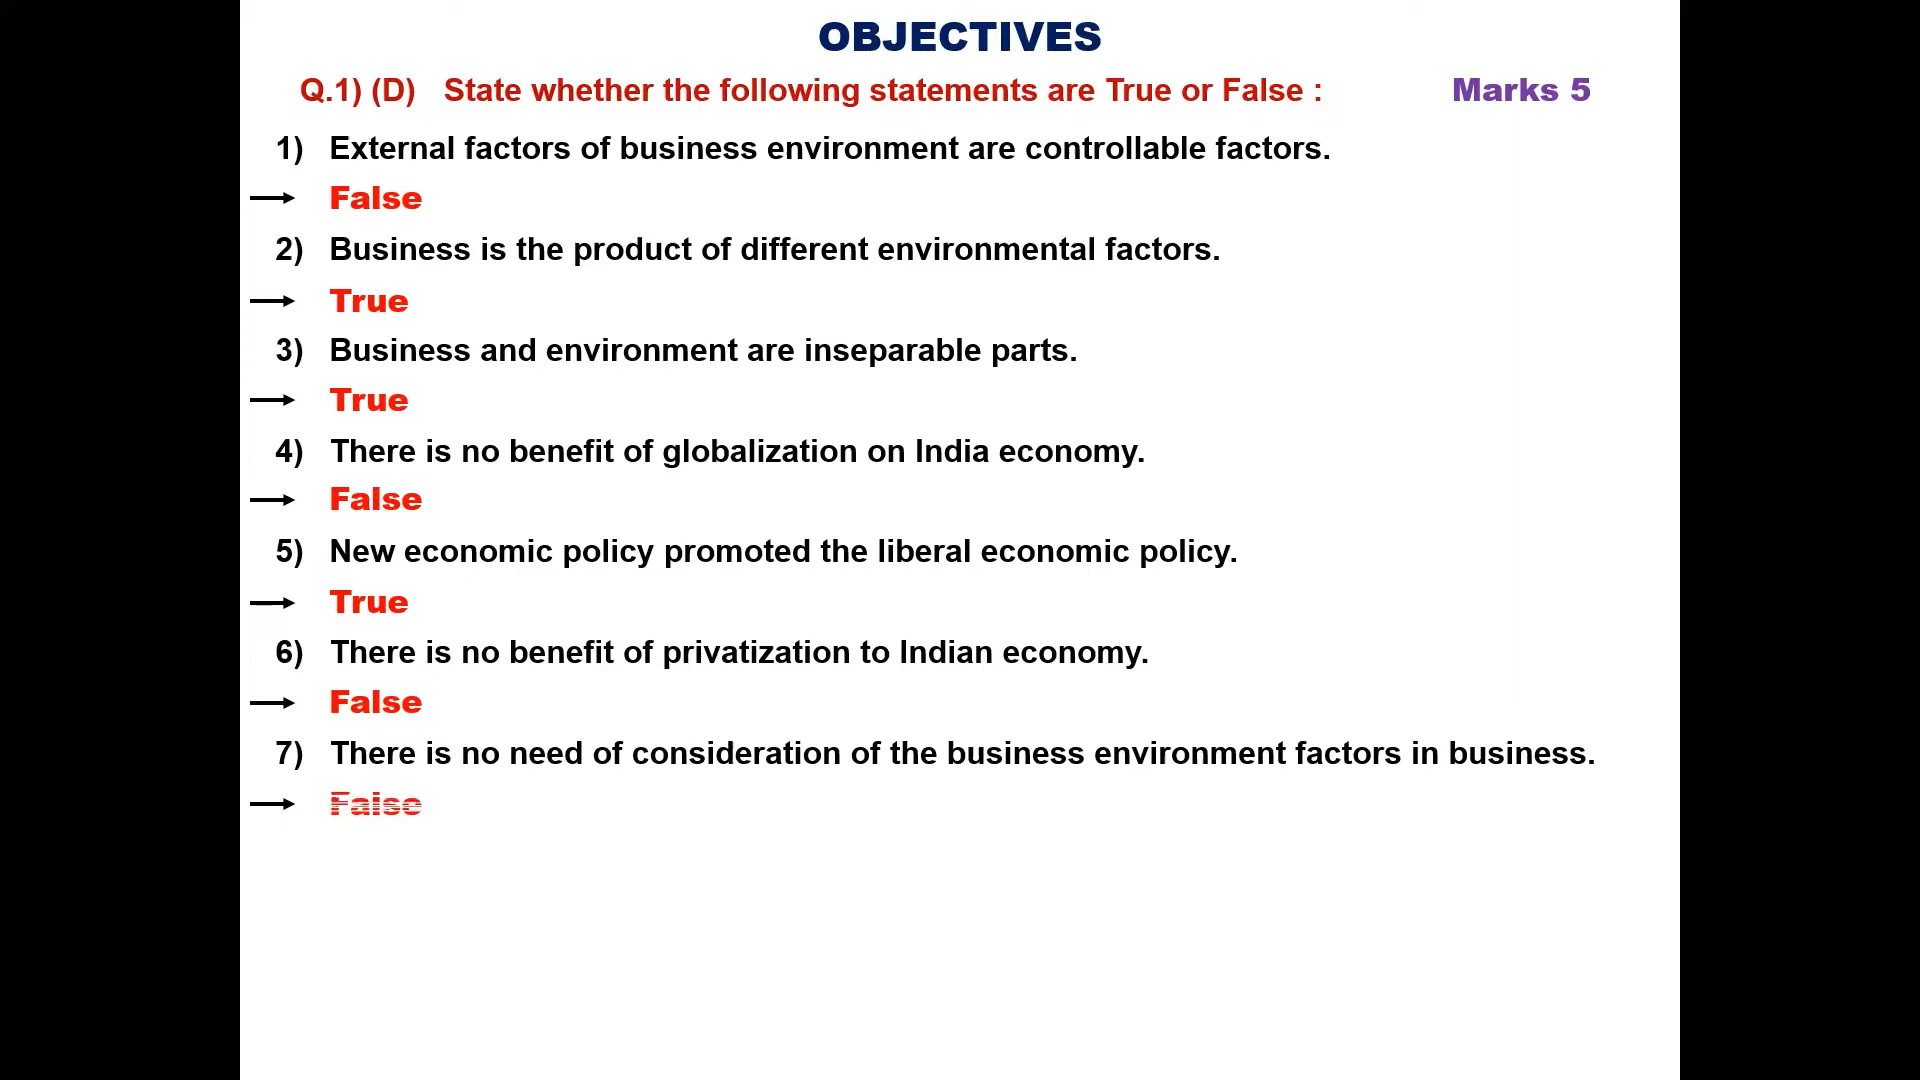 OBJECTIVES
Q.1) (D) State whether the following statements are True or False : Marks 5
1) External factors of business environment are controllable factors.
False
2) Business is the product of different environmental factors.
True
3) Business and environment are inseparable parts.
True
4) There is no benefit of globalization on India economy.
False
5) New economic policy promoted the liberal economic policy.
True
6) There is no benefit of privatization to Indian economy.
False
7) There is no need of consideration of the business environment factors in business.
False